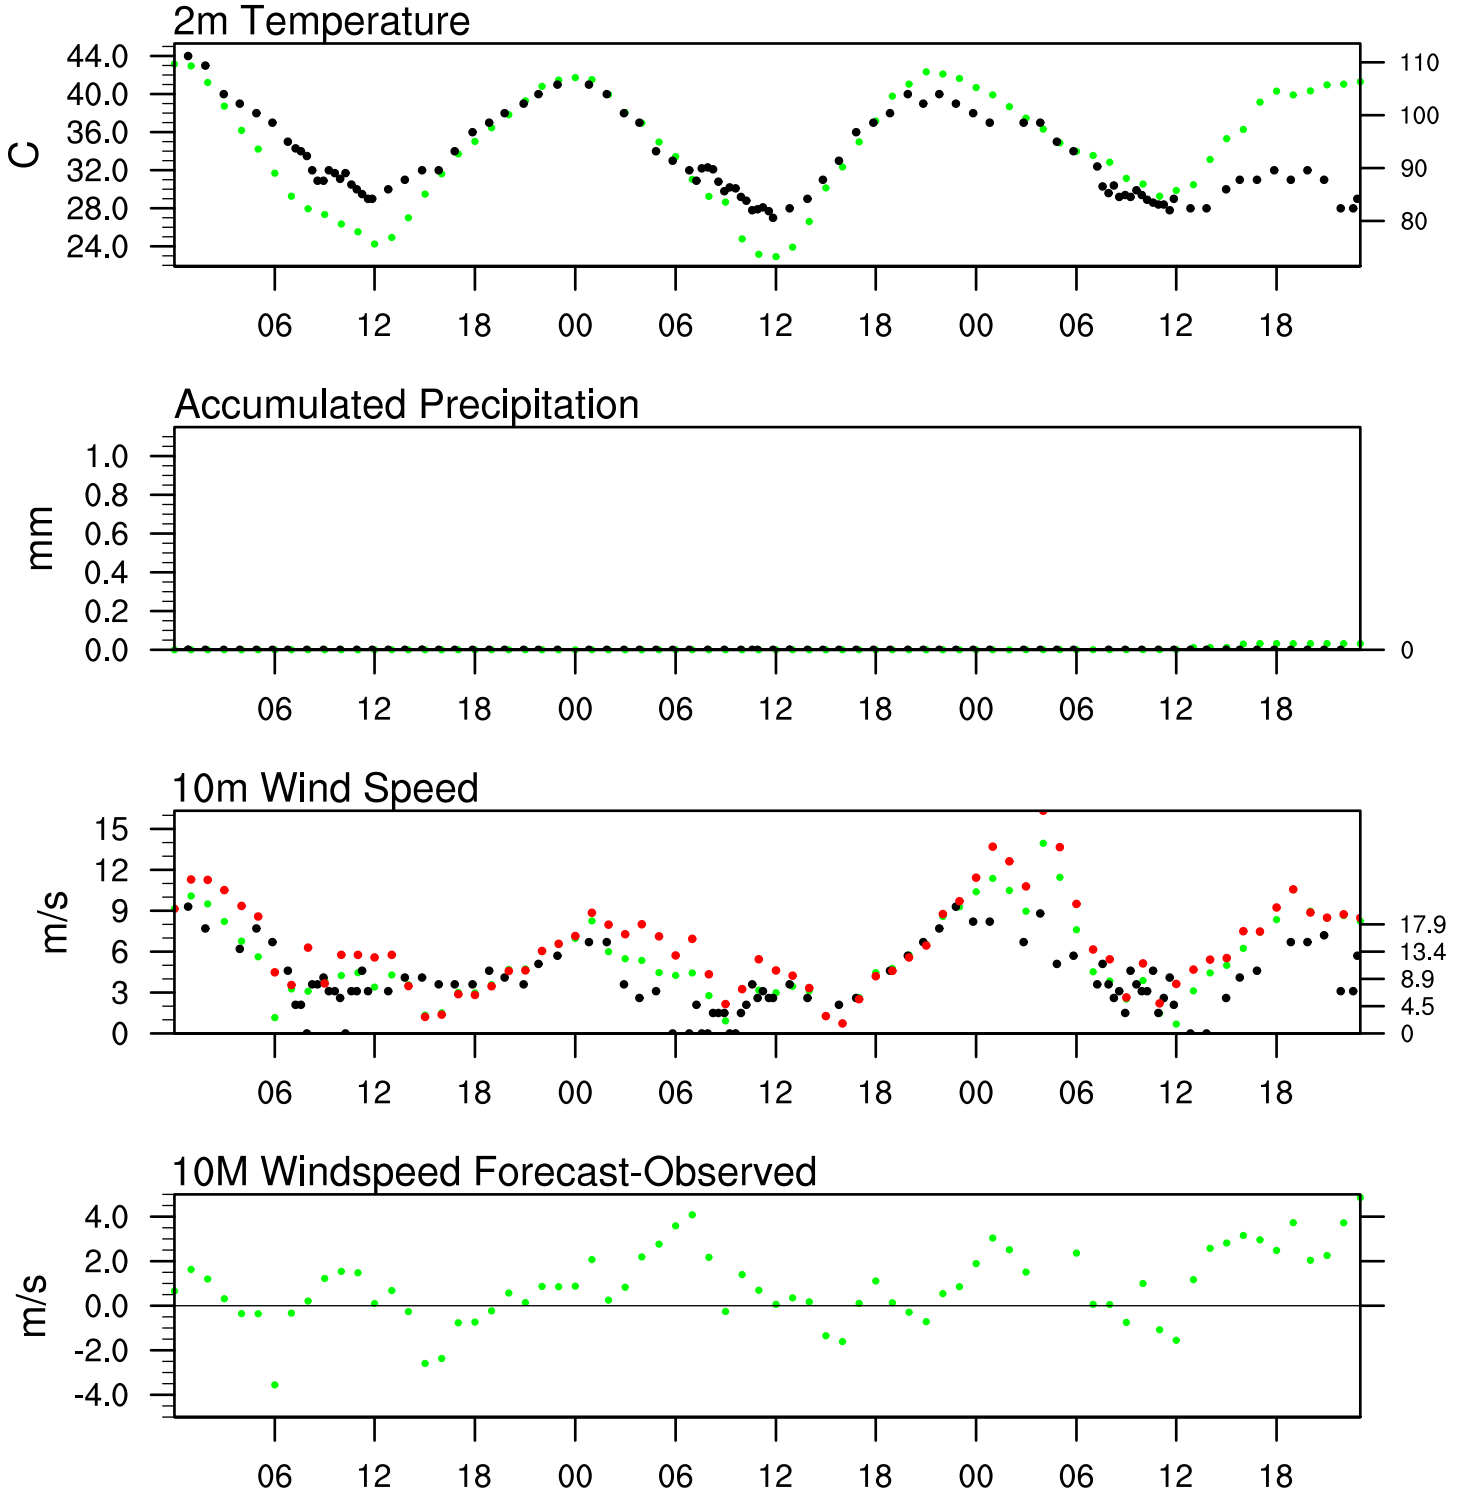 2m Temperature
44.0
40.0
36.0
32.0
28.0
24.0
C
110
100
90
80
06 12 18 00 06 12 18 00 06 12 18
Accumulated Precipitation
1.0
0.8
0.6
0.4
0.2
0.0
mm
0
06 12 18 00 06 12 18 00 06 12 18
10m Wind Speed
15
12
9
6
3
0
m/s
17.9
13.4
8.9
4.5
0
06 12 18 00 06 12 18 00 06 12 18
10M Windspeed Forecast-Observed
4.0
2.0
0.0
-2.0
-4.0
m/s
06 12 18 00 06 12 18 00 06 12 18